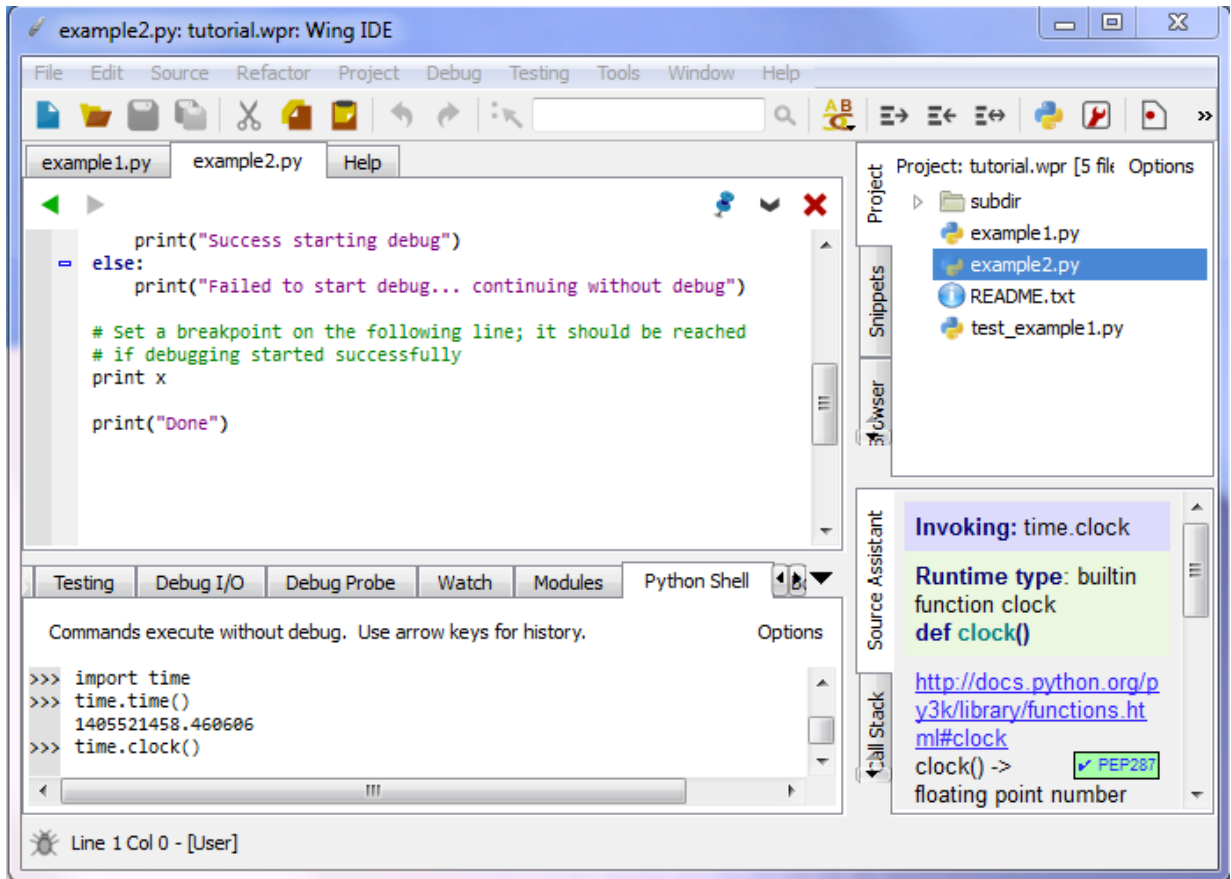 example2.py: tutorial.wpr: Wing IDE
File Edit Source Refactor Project Debug Testing Tools Window Help
AB
»
example1.py example2.py Help
print("Success starting debug")
else:
print("Failed to start debug... continuing without debug")
# Set a breakpoint on the following line; it should be reached
# if debugging started successfully
print x
print("Done")
Testing Debug I/O Debug Probe Watch Modules Python Shell
Commands execute without debug. Use arrow keys for history. Options
>>> import time
>>> time.time()
1405521458.460606
>>> time.clock()
Project
Snippets
Browser
Project: tutorial.wpr [5 file Options
subdir
example1.py
example2.py
README.txt
test_example1.py
Source Assistant
Call Stack
Invoking: time.clock
Runtime type: builtin
function clock
def clock()
http://docs.python.org/p
y3k/library/functions.ht
ml#clock
clock() -> ✔ PEP287
floating point number
Line 1 Col 0 - [User]